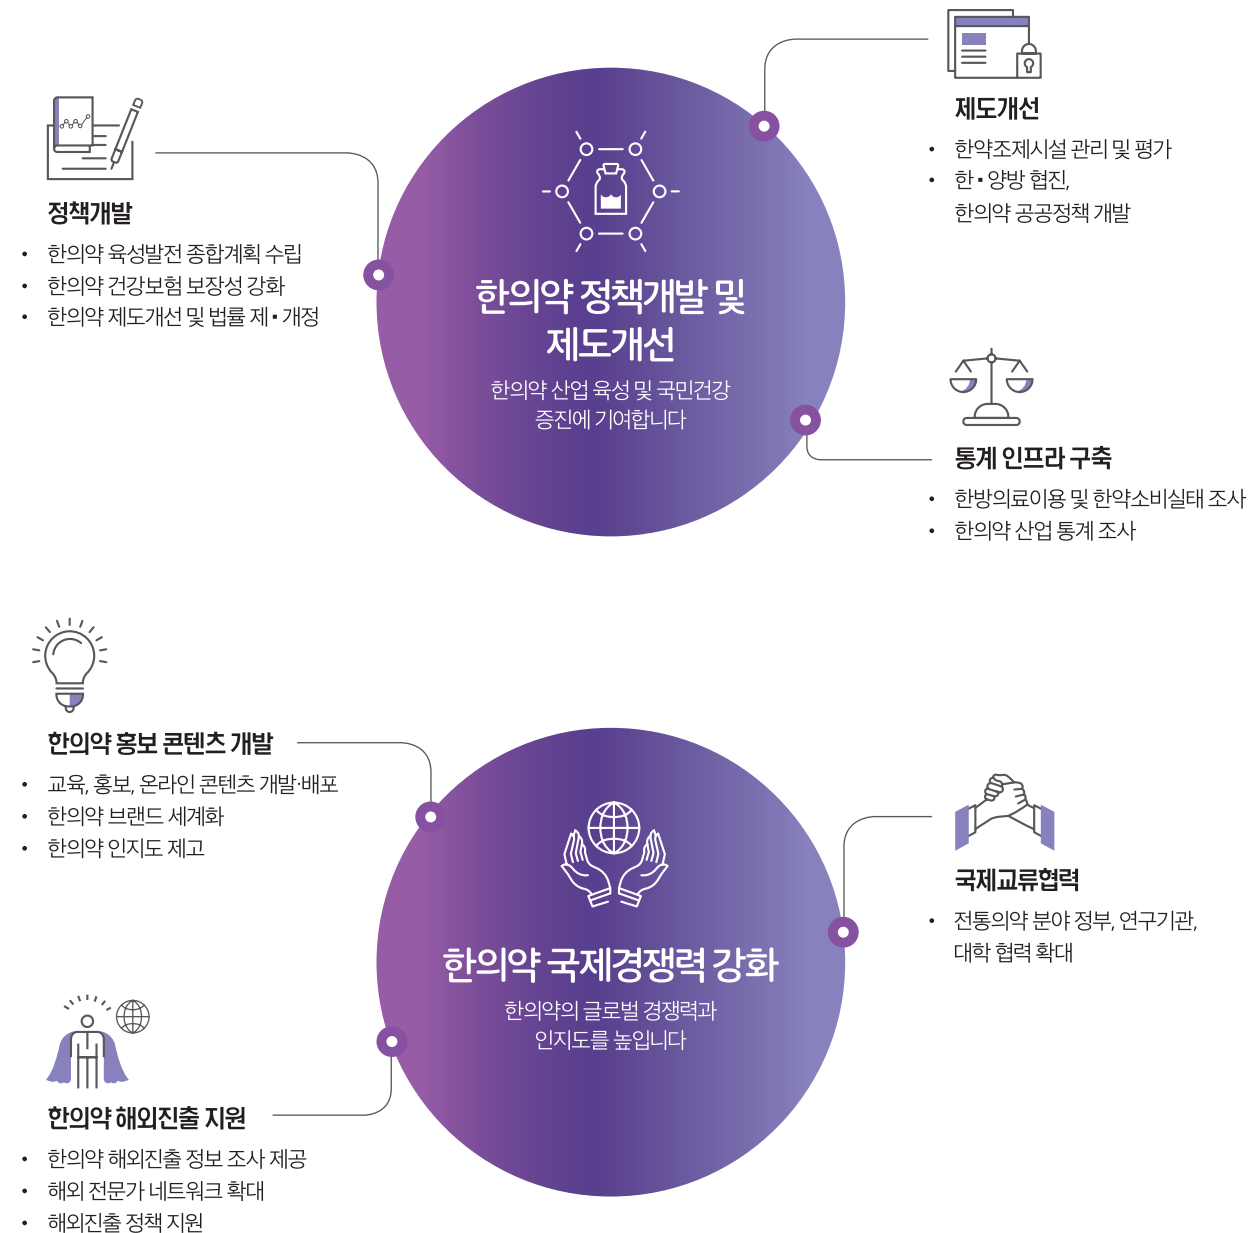 정책개발
• 한의약 육성발전 종합계획 수립
• 한의약 건강보험 보장성 강화
• 한의약 제도개선 및 법률 제▪개정
한의약 정책개발 및
제도개선
한의약 산업 육성 및 국민건강
증진에 기여합니다
제도개선
• 한약조제시설 관리 및 평가
• 한▪양방 협진,
한의약 공공정책 개발
통계 인프라 구축
• 한방의료이용 및 한약소비실태 조사
• 한의약 산업 통계 조사
한의약 홍보 콘텐츠 개발
• 교육, 홍보, 온라인 콘텐츠 개발·배포
• 한의약 브랜드 세계화
• 한의약 인지도 제고
한의약 해외진출 지원
• 한의약 해외진출 정보 조사 제공
• 해외 전문가 네트워크 확대
• 해외진출 정책 지원
한의약 국제경쟁력 강화
한의약의 글로벌 경쟁력과
인지도를 높입니다
국제교류협력
• 전통의약 분야 정부, 연구기관,
대학 협력 확대